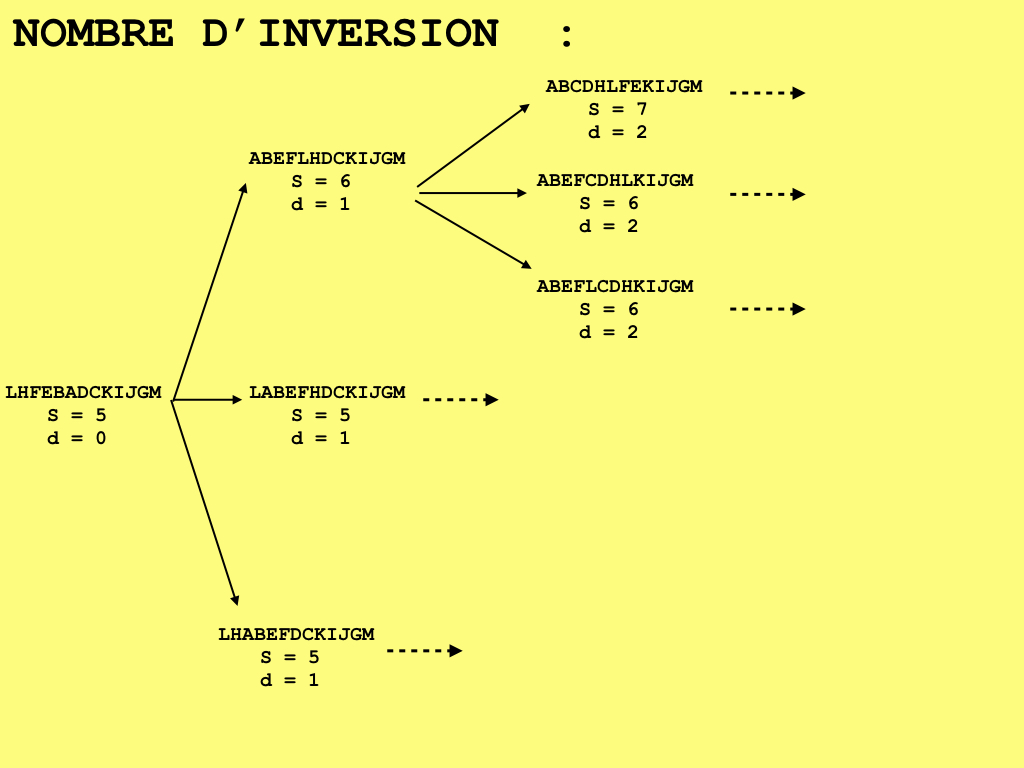 NOMBRE D’INVERSION :
ABCDHLFEKIJGM
S = 7
d = 2
ABEFLHDCKIJGM
S = 6
d = 1
ABEFCDHLKIJGM
S = 6
d = 2
ABEFLCDHKIJGM
S = 6
d = 2
LHFEBADCKIJGM
S = 5
d = 0
LABEFHDCKIJGM
S = 5
d = 1
LHABEFDCKIJGM
S = 5
d = 1